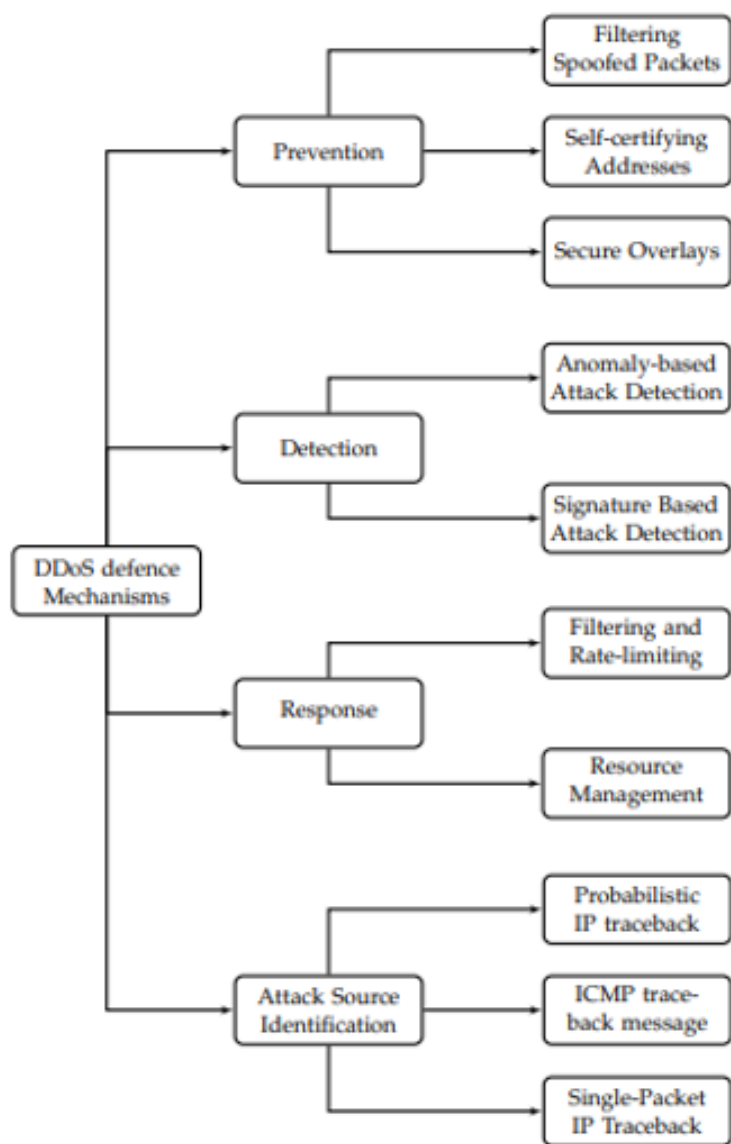 Filtering
Spoofed Packets
Prevention
Self-certifying
Addresses
Secure Overlays
Anomaly-based
Attack Detection
Detection
Signature Based
Attack Detection
DDoS defence
Mechanisms
Filtering and
Rate-limiting
Response
Resource
Management
Probabilistic
IP traceback
Attack Source
Identification
ICMP trace-
back message
Single-Packet
IP Traceback